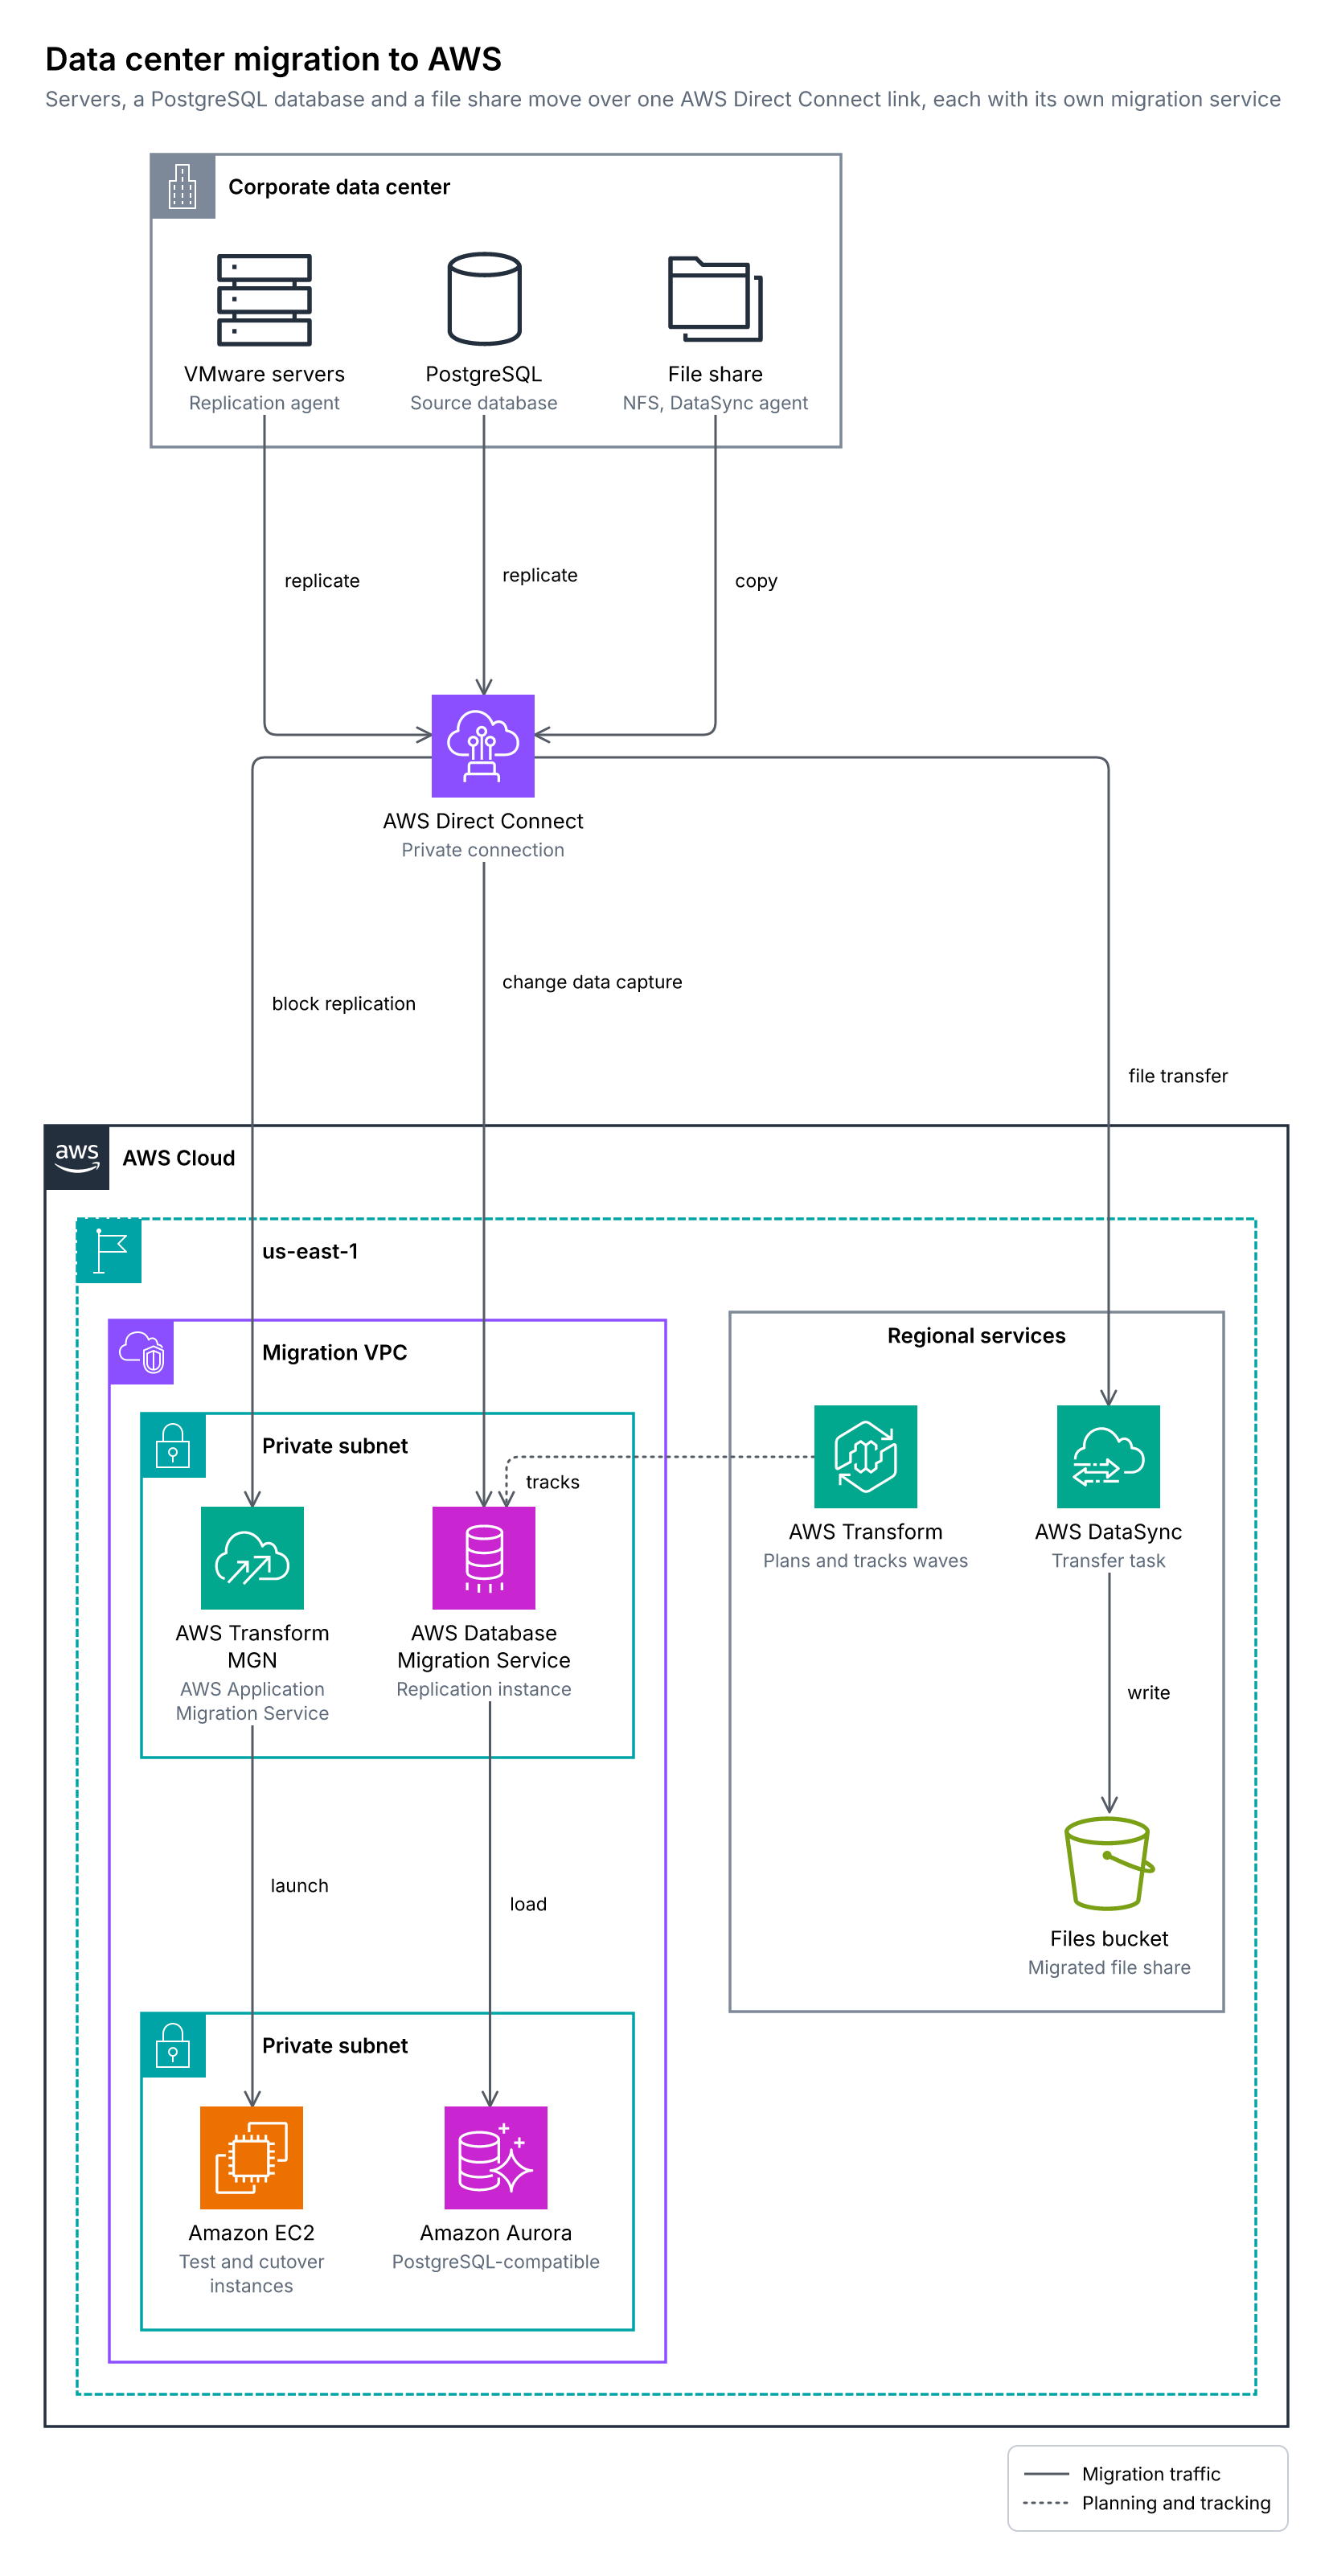 Data center migration to AWS
Servers, a PostgreSQL database and a file share move over one AWS Direct Connect link, each with its own migration service
Corporate data center
VMware servers
Replication agent
PostgreSQL
Source database
File share
NFS, DataSync agent
replicate
replicate
copy
AWS Direct Connect
Private connection
block replication
change data capture
file transfer
aws
AWS Cloud
us-east-1
Migration VPC
Regional services
Private subnet
tracks
AWS Transform
Plans and tracks waves
AWS DataSync
Transfer task
AWS Transform
MGN
AWS Application
Migration Service
AWS Database
Migration Service
Replication instance
write
launch
load
Files bucket
Migrated file share
Private subnet
Amazon EC2
Test and cutover
instances
Amazon Aurora
PostgreSQL-compatible
Migration traffic
Planning and tracking